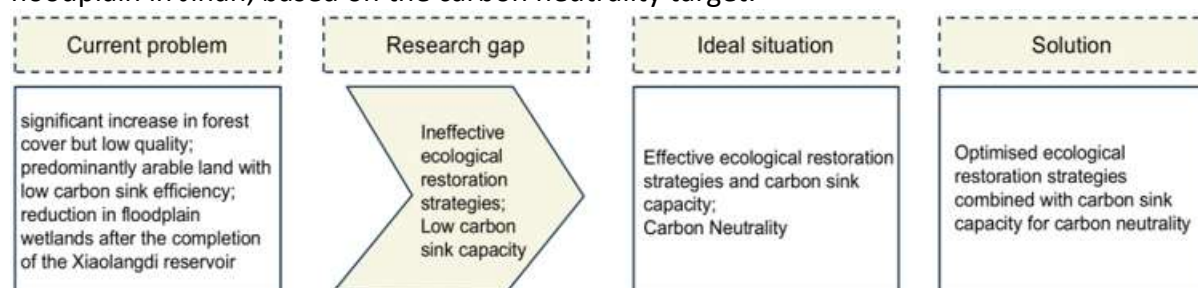 floodplain in Jinan, based on the carbon neutrality target.
Current problem
Research gap
Ideal situation
Solution
significant increase in forest
cover but low quality;
predominantly arable land with
low carbon sink efficiency;
reduction in floodplain
wetlands after the completion
of the Xiaolangdi reservoir
Ineffective
ecological
restoration
strategies;
Low carbon
sink capacity
Effective ecological restoration
strategies and carbon sink
capacity;
Carbon Neutrality
Optimised ecological
restoration strategies
combined with carbon sink
capacity for carbon neutrality